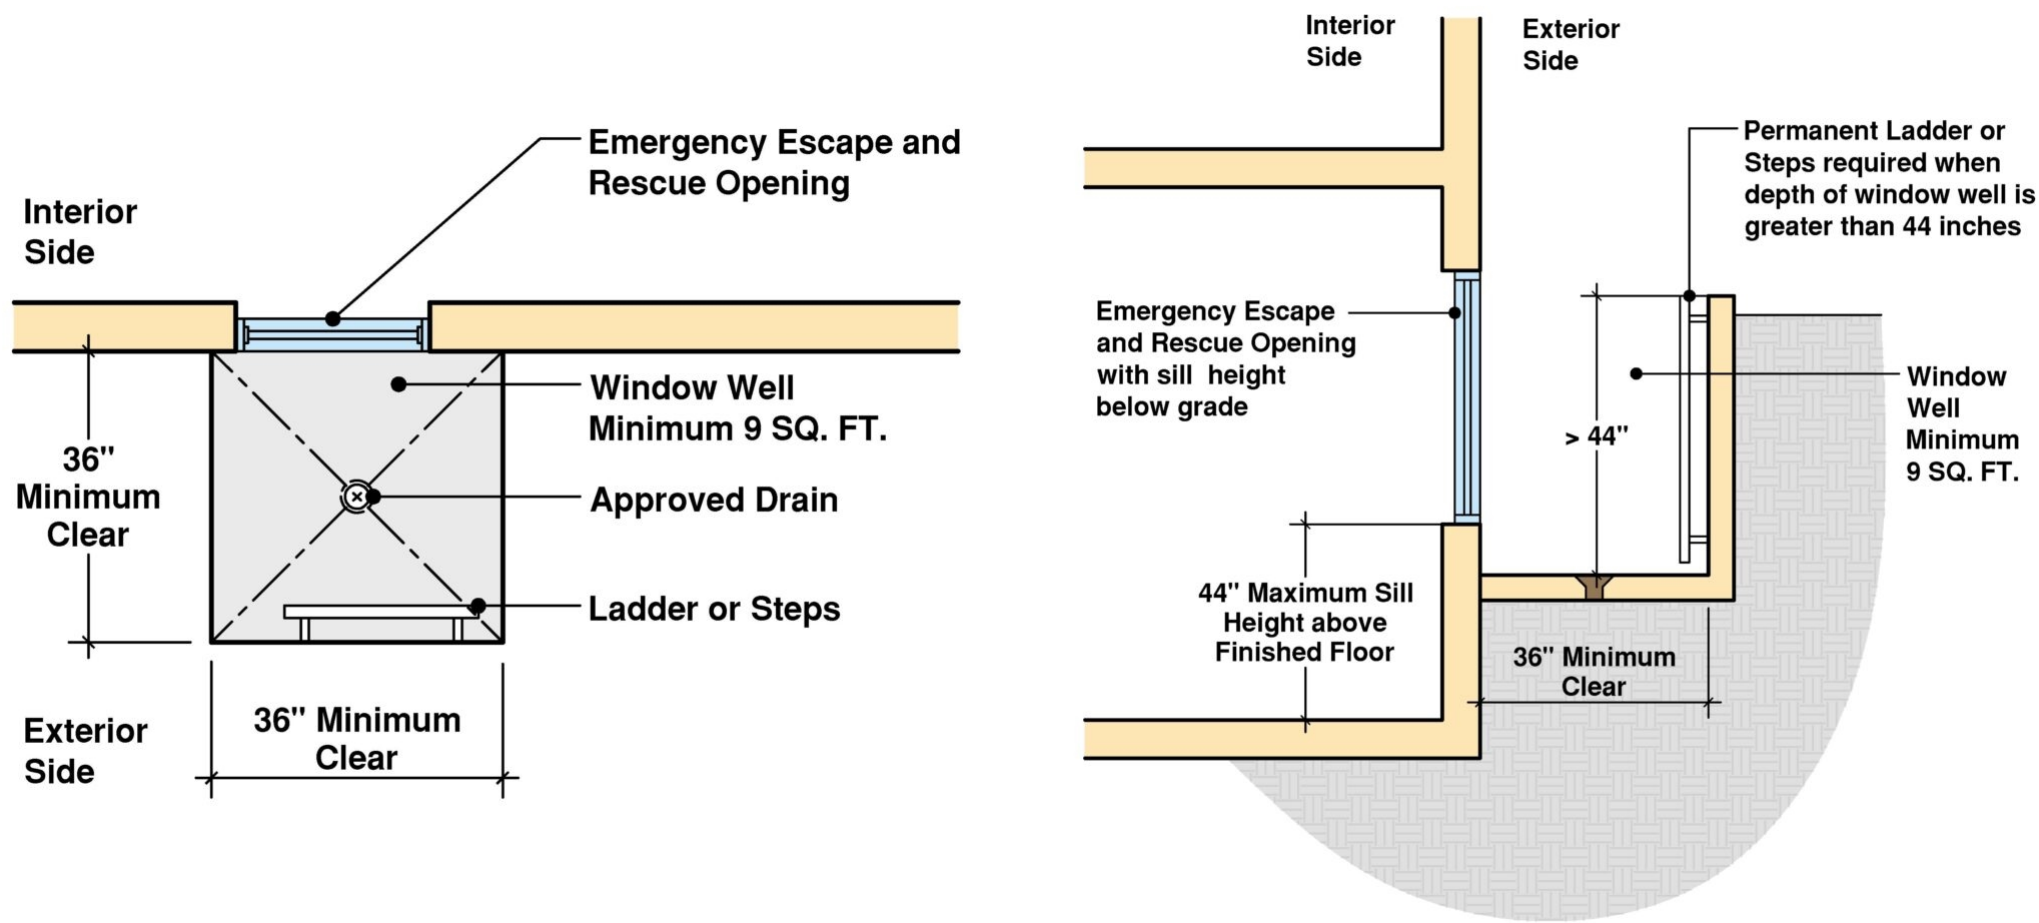 Emergency Escape and
Rescue Opening
Interior
Side
Window Well
Minimum 9 SQ. FT.
36"
Minimum
Clear
Approved Drain
Ladder or Steps
Exterior
Side
36" Minimum
Clear
Interior
Side
Exterior
Side
Permanent Ladder or
Steps required when
depth of window well is
greater than 44 inches
Emergency Escape
and Rescue Opening
with sill height
below grade
> 44"
Window
Well
Minimum
9 SQ. FT.
44" Maximum Sill
Height above
Finished Floor
36" Minimum
Clear